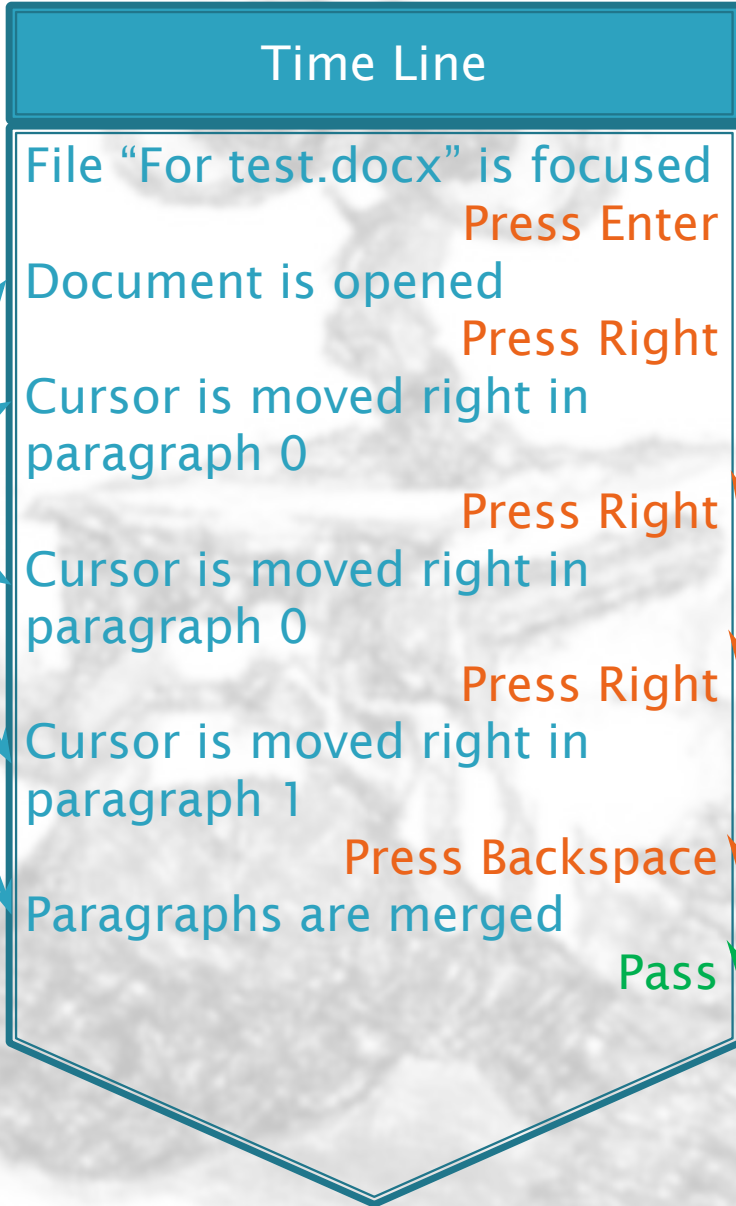 Time Line
File “For test.docx” is focused
Press Enter
Document is opened
Press Right
Cursor is moved right in
paragraph 0
Press Right
Cursor is moved right in
paragraph 0
Press Right
Cursor is moved right in
paragraph 1
Press Backspace
Paragraphs are merged
Pass